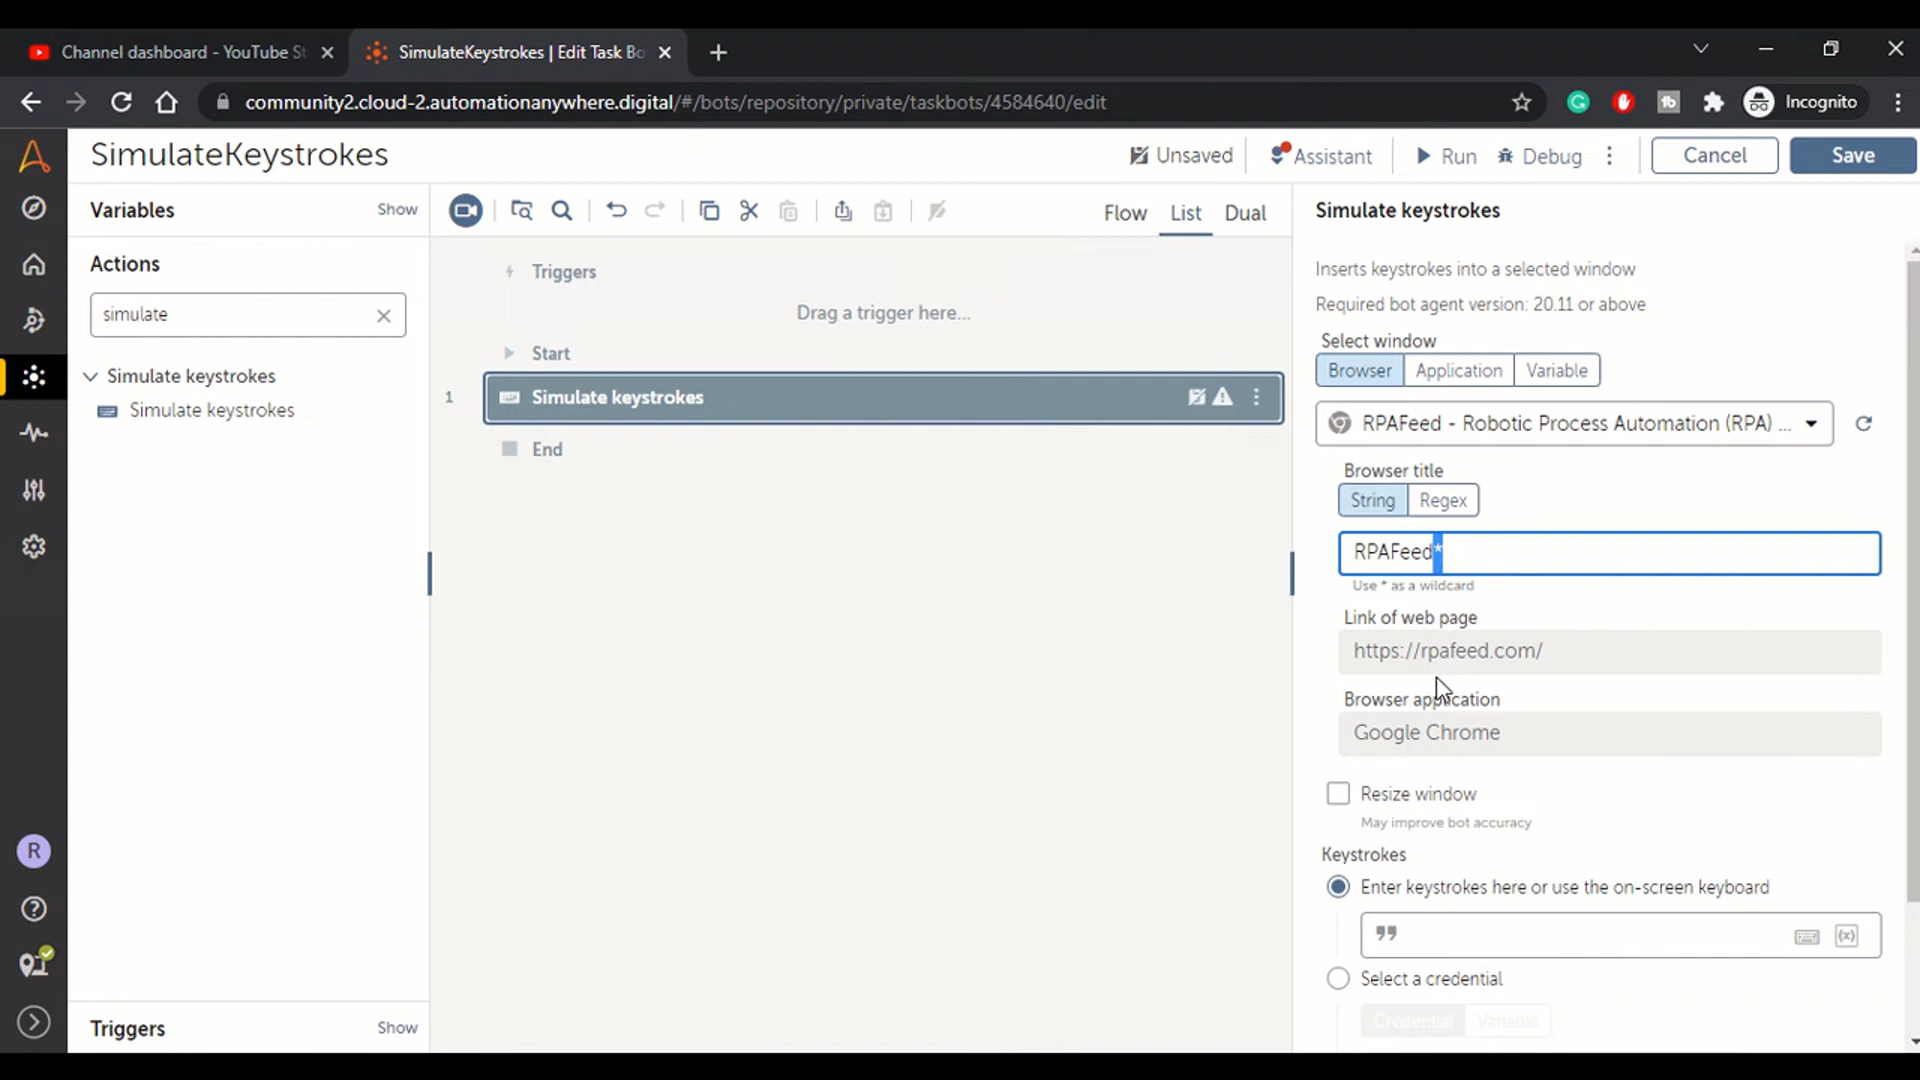 Channel dashboard - YouTube St
SimulateKeystrokes | Edit Task Bo
community2.cloud-2.automationanywhere.digital/#/bots/repository/private/taskbots/4584640/edit
Incognito
SimulateKeystrokes
Unsaved
Assistant
Run
Debug
Cancel
Save
Variables
Show
Flow
List
Dual
Simulate keystrokes
Actions
simulate
Simulate keystrokes
Simulate keystrokes
Triggers
Drag a trigger here...
Start
1
Simulate keystrokes
End
Inserts keystrokes into a selected window
Required bot agent version: 20.11 or above
Select window
Browser
Application
Variable
RPAFeed - Robotic Process Automation (RPA) ...
Browser title
String
Regex
RPAFeed*
Use * as a wildcard
Link of web page
https://rpafeed.com/
Browser application
Google Chrome
Resize window
May improve bot accuracy
Keystrokes
Enter keystrokes here or use the on-screen keyboard
(x)
Select a credential
Credential
Variable
R
Triggers
Show